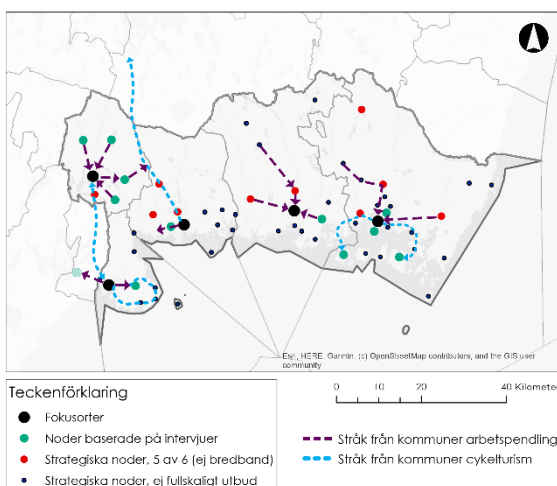 Esri, HERE, Garmin, (c) OpenStreetMap contributors, and the GIS user
community
Teckenförklaring
Fokusorter
Noder baserade på intervjuer
Strategiska noder, 5 av 6 (ej bredband)
Strategiska noder, ej fullskaligt utbud
0 10 20 40 Kilometer
Stråk från kommuner arbetspendling
Stråk från kommuner cykelturism